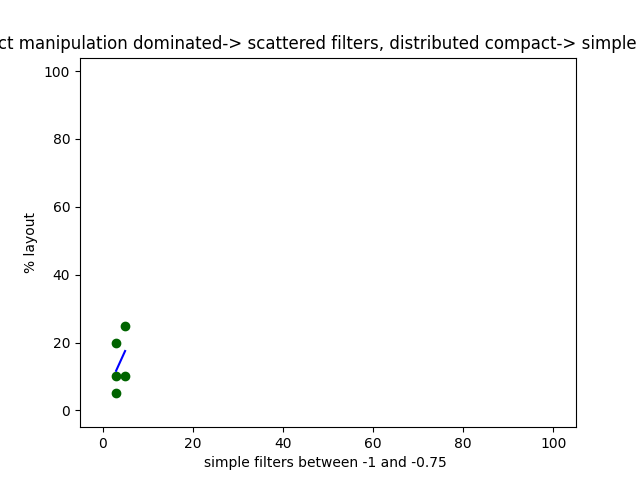 ct manipulation dominated-> scattered filters, distributed compact-> simple
100
80
60
40
20
0
% layout
0 20 40 60 80 100
simple filters between -1 and -0.75